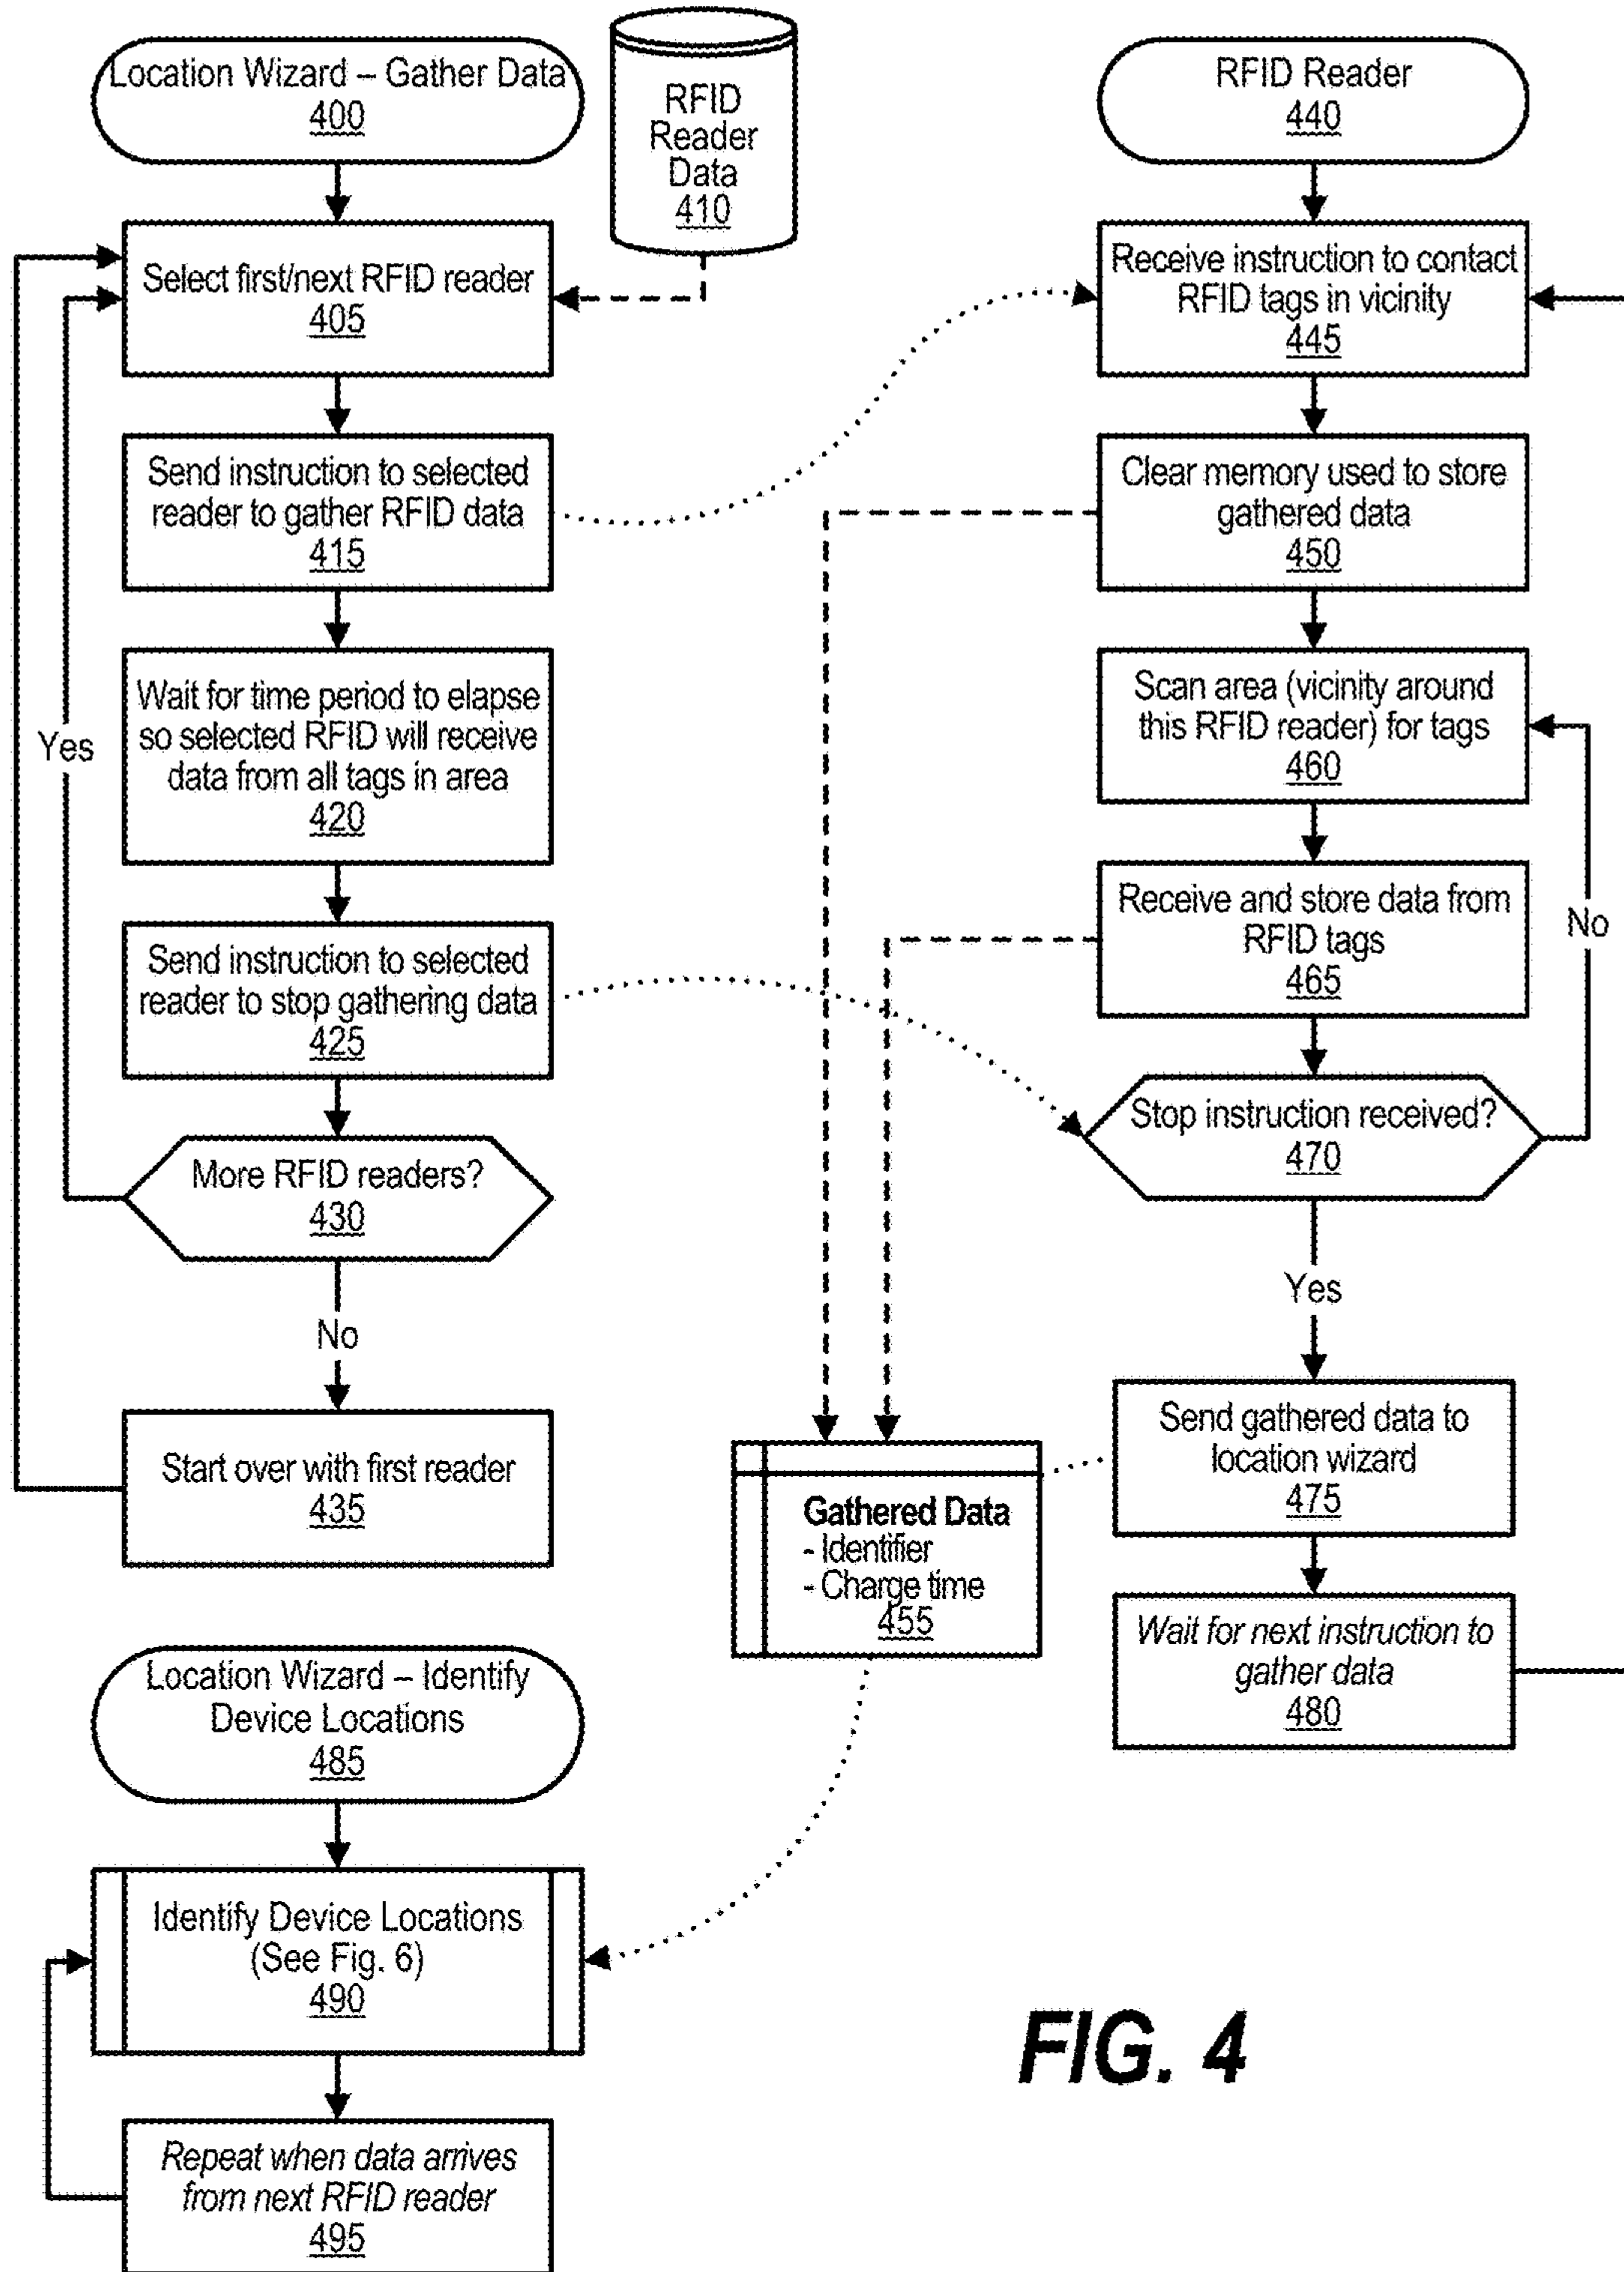 Location Wizard – Gather Data
400
RFID
Reader
Data
410
Select first/next RFID reader
405
Send instruction to selected
reader to gather RFID data
415
Wait for time period to elapse
so selected RFID will receive
data from all tags in area
420
Send instruction to selected
reader to stop gathering data
425
Yes
More RFID readers?
430
No
Start over with first reader
435
RFID Reader
440
Receive instruction to contact
RFID tags in vicinity
445
Clear memory used to store
gathered data
450
Scan area (vicinity around
this RFID reader) for tags
460
Receive and store data from
RFID tags
465
No
Stop instruction received?
470
Yes
Send gathered data to
location wizard
475
Wait for next instruction to
gather data
480
Gathered Data
- Identifier
- Charge time
455
Location Wizard – Identify
Device Locations
485
Identify Device Locations
(See Fig. 6)
490
Repeat when data arrives
from next RFID reader
495
FIG. 4